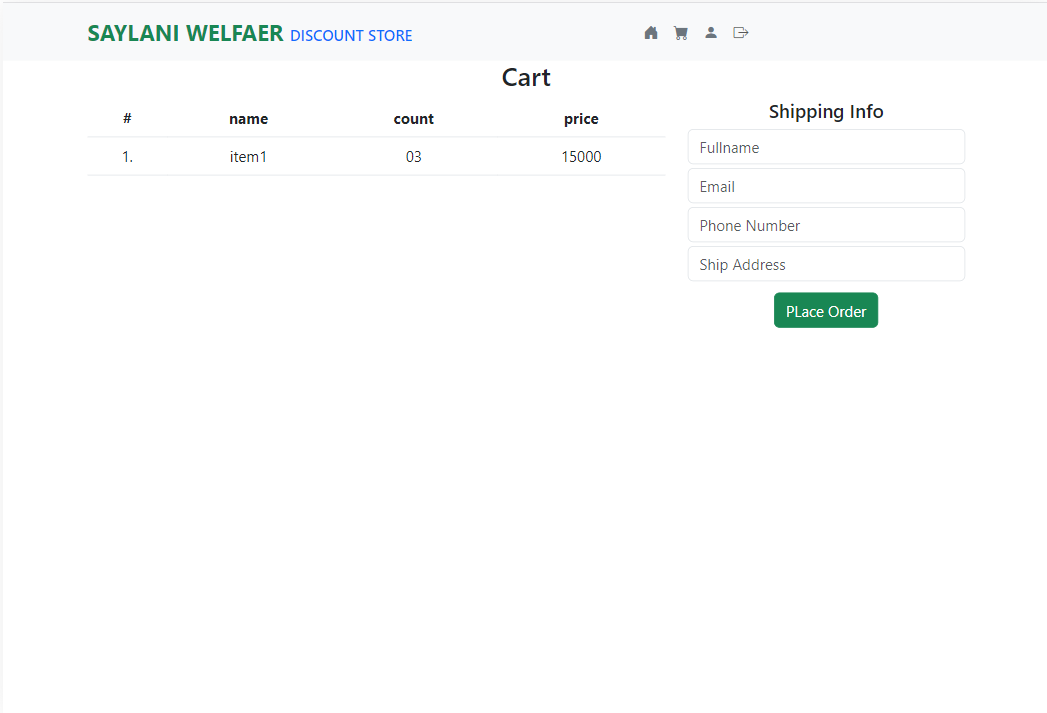 SAYLANI WELFAER DISCOUNT STORE
Cart
# name count price
1. item1 03 15000
Shipping Info
Fullname
Email
Phone Number
Ship Address
PLace Order